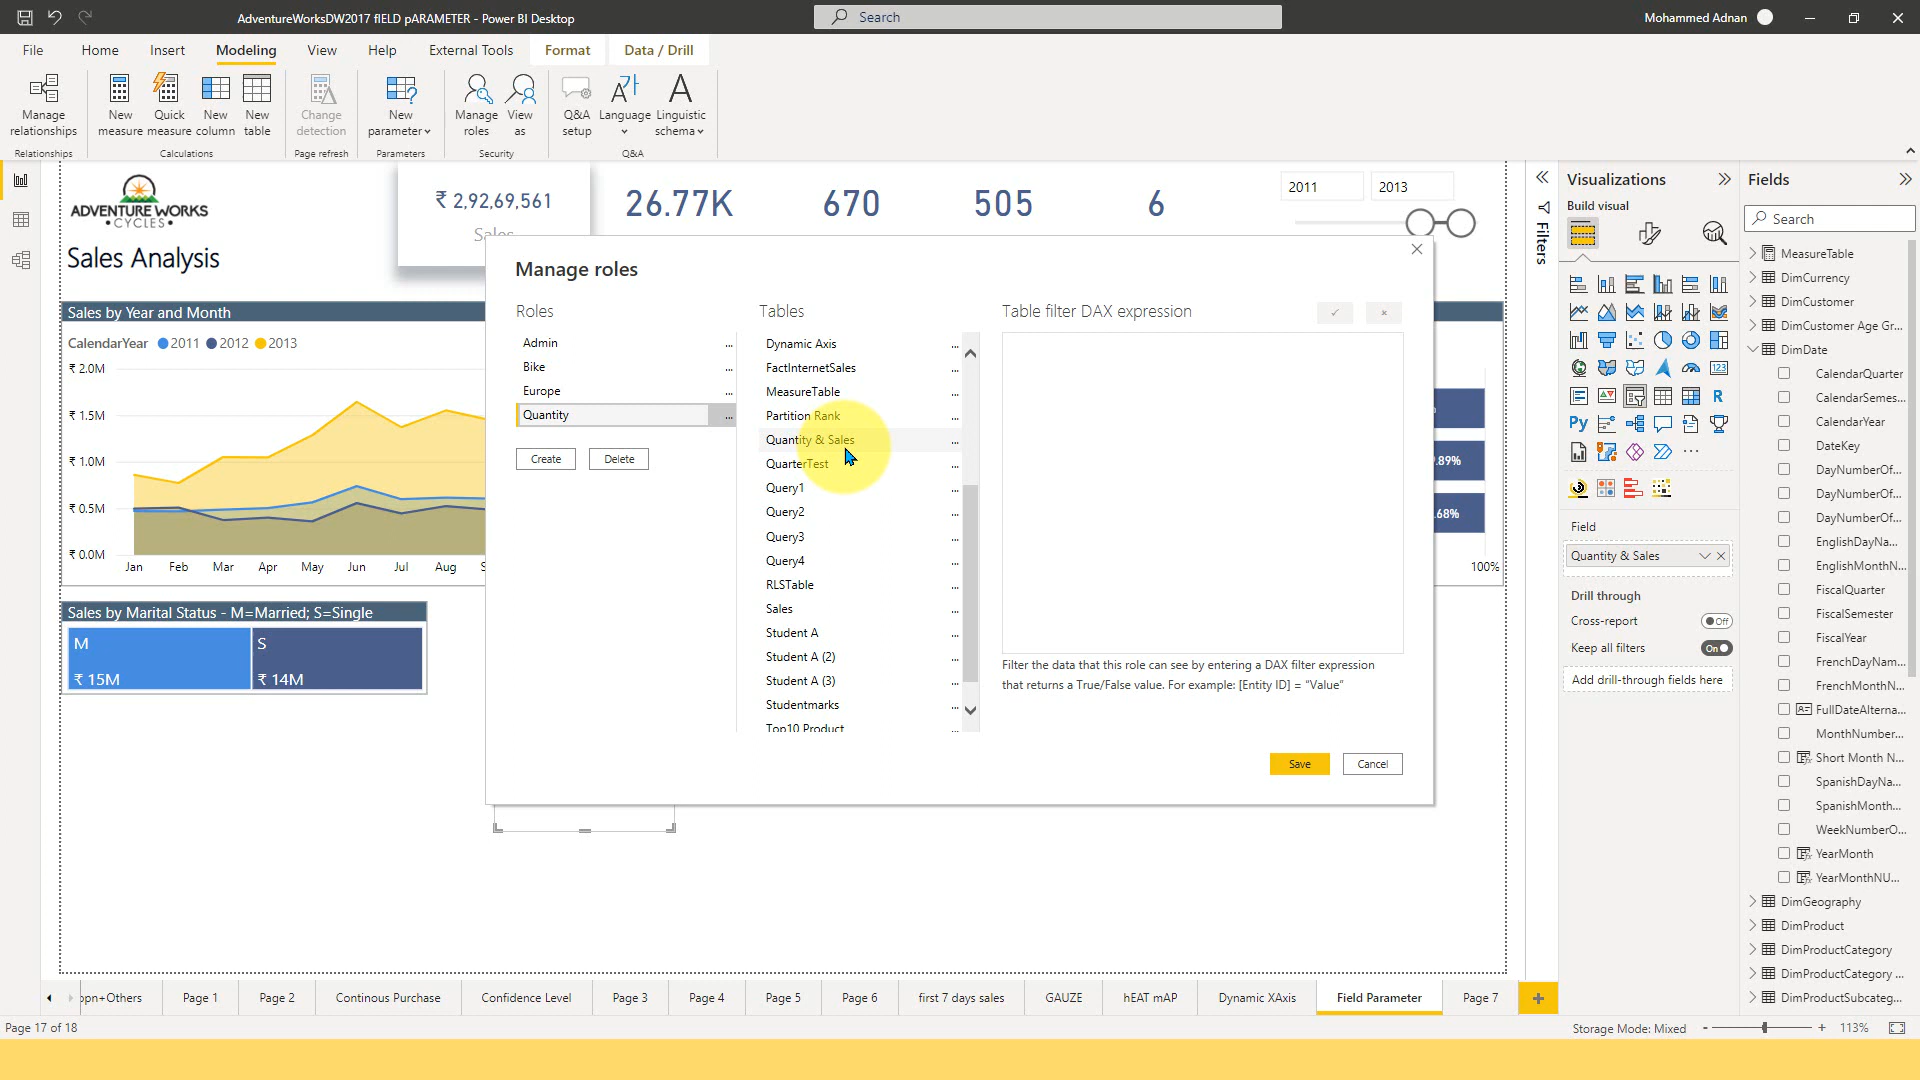 AdventureWorksDW2017 fIELD pARAMETER - Power BI Desktop
Search
Mohammed Adnan
File
Home
Insert
Modeling
View
Help
External Tools
Format
Data / Drill
Manage relationships
New measure
Quick measure
New column
New table
Change detection
New parameter
Manage roles
View as
Q&A setup
Language
Linguistic schema
Relationships
Calculations
Page refresh
Parameters
Security
Q&A
ADVENTURE WORKS
•CYCLES•
Sales Analysis
₹ 2,92,69,561
Sales
26.77K
670
505
6
2011
2013
Sales by Year and Month
CalendarYear 2011 2012 2013
₹ 2.0M
₹ 1.5M
₹ 1.0M
₹ 0.5M
₹ 0.0M
Jan Feb Mar Apr May Jun Jul Aug S
Sales by Marital Status - M=Married; S=Single
M
₹ 15M
S
₹ 14M
Manage roles
Roles
Admin ...
Bike ...
Europe ...
Quantity ...
Create
Delete
Tables
Dynamic Axis ...
FactInternetSales ...
MeasureTable ...
Partition Rank ...
Quantity & Sales ...
QuarterTest ...
Query1 ...
Query2 ...
Query3 ...
Query4 ...
RLSTable ...
Sales ...
Student A ...
Student A (2) ...
Student A (3) ...
Studentmarks ...
Top10 Product ...
Table filter DAX expression
Filter the data that this role can see by entering a DAX filter expression
that returns a True/False value. For example: [Entity ID] = "Value"
Save
Cancel
.89%
.68%
100%
Filters
Visualizations
Build visual
R
Py
123
...
Field
Quantity & Sales
Drill through
Cross-report
Off
Keep all filters
On
Add drill-through fields here
Fields
Search
MeasureTable
DimCurrency
DimCustomer
DimCustomer Age Gr...
DimDate
CalendarQuarter
CalendarSemes...
CalendarYear
DateKey
DayNumberOf...
DayNumberOf...
DayNumberOf...
EnglishDayNa...
EnglishMonthN...
FiscalQuarter
FiscalSemester
FiscalYear
FrenchDayNam...
FrenchMonthN...
FullDateAlterna...
MonthNumber...
Short Month N...
SpanishDayNa...
SpanishMonth...
WeekNumberO...
YearMonth
YearMonthNU...
DimGeography
DimProduct
DimProductCategory
DimProductCategory ...
DimProductSubcateg...
opn+Others
Page 1
Page 2
Continous Purchase
Confidence Level
Page 3
Page 4
Page 5
Page 6
first 7 days sales
GAUZE
hEAT mAP
Dynamic XAxis
Field Parameter
Page 7
+
Page 17 of 18
Storage Mode: Mixed
- + 113%